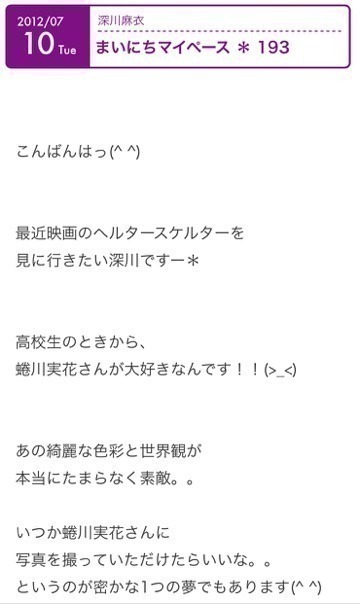 2012/07
10 Tue
深川麻衣
まいにちマイペース ＊ 193
こんばんはっ(^ ^)
最近映画のヘルタースケルターを
見に行きたい深川ですー＊
高校生のときから、
蜷川実花さんが大好きなんです！！(>_<)
あの綺麗な色彩と世界観が
本当にたまらなく素敵。。
いつか蜷川実花さんに
写真を撮っていただけたらいいな。。
というのが密かな1つの夢でもあります(^ ^)